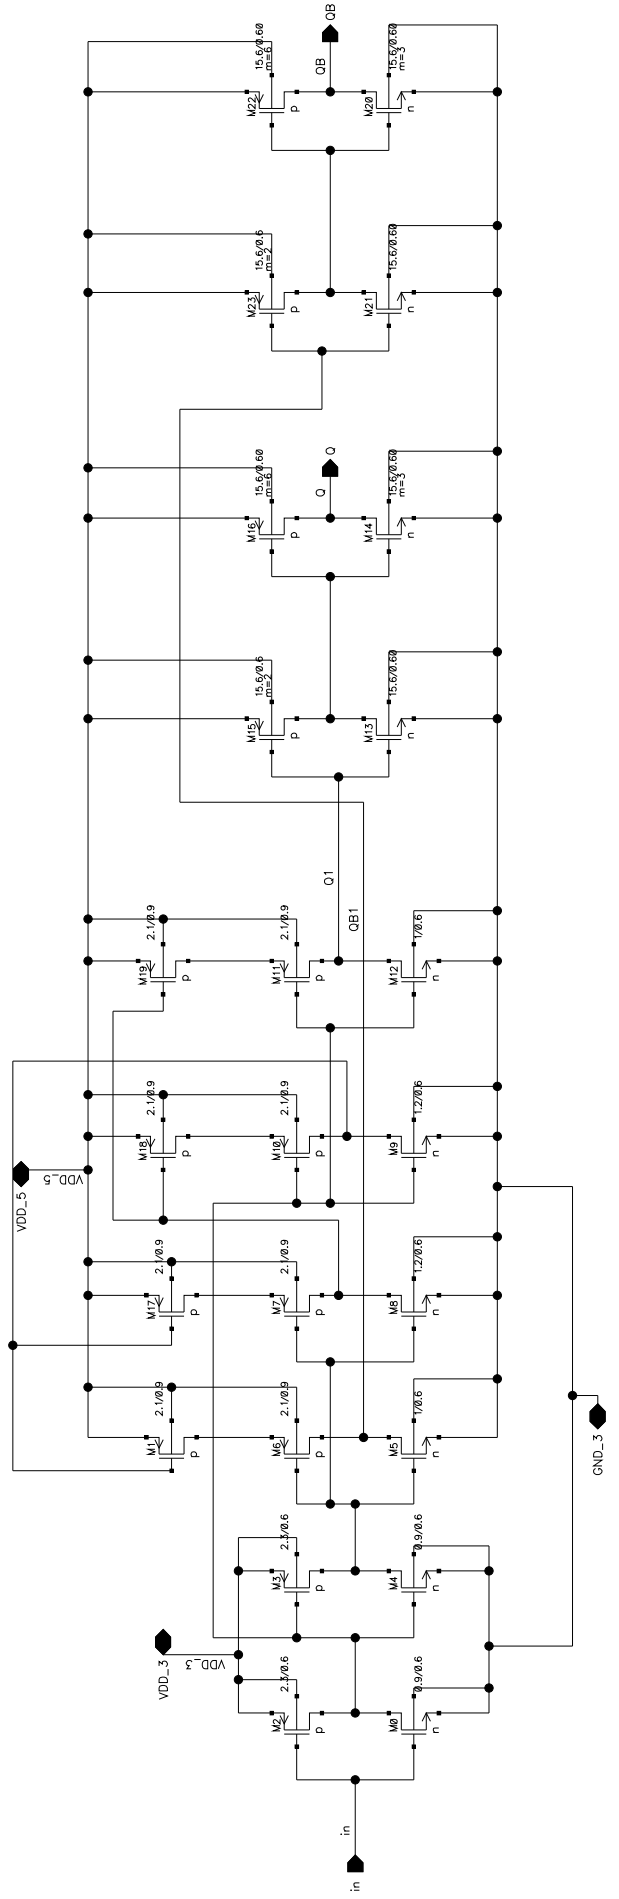 QB
QB
15.6/0.60
m=6
M22
p
15.6/0.60
m=3
M20
n
15.6/0.6
m=2
M23
p
15.6/0.60
M21
n
Q
Q
15.6/0.60
m=6
M16
p
15.6/0.60
m=3
M14
n
15.6/0.6
m=2
M15
p
15.6/0.60
M13
n
Q1
QB1
2.1/0.9
M19
p
2.1/0.9
M11
p
1/0.6
M12
n
2.1/0.9
M18
p
2.1/0.9
M10
p
1.2/0.6
M9
n
VDD_5
VDD_5
2.1/0.9
M17
p
2.1/0.9
M7
p
1.2/0.6
M8
n
2.1/0.9
M1
p
2.1/0.9
M6
p
1/0.6
M5
n
GND_3
2.3/0.6
M3
p
0.9/0.6
M4
n
VDD_3
VDD_3
2.3/0.6
M2
p
0.9/0.6
M0
n
in
in